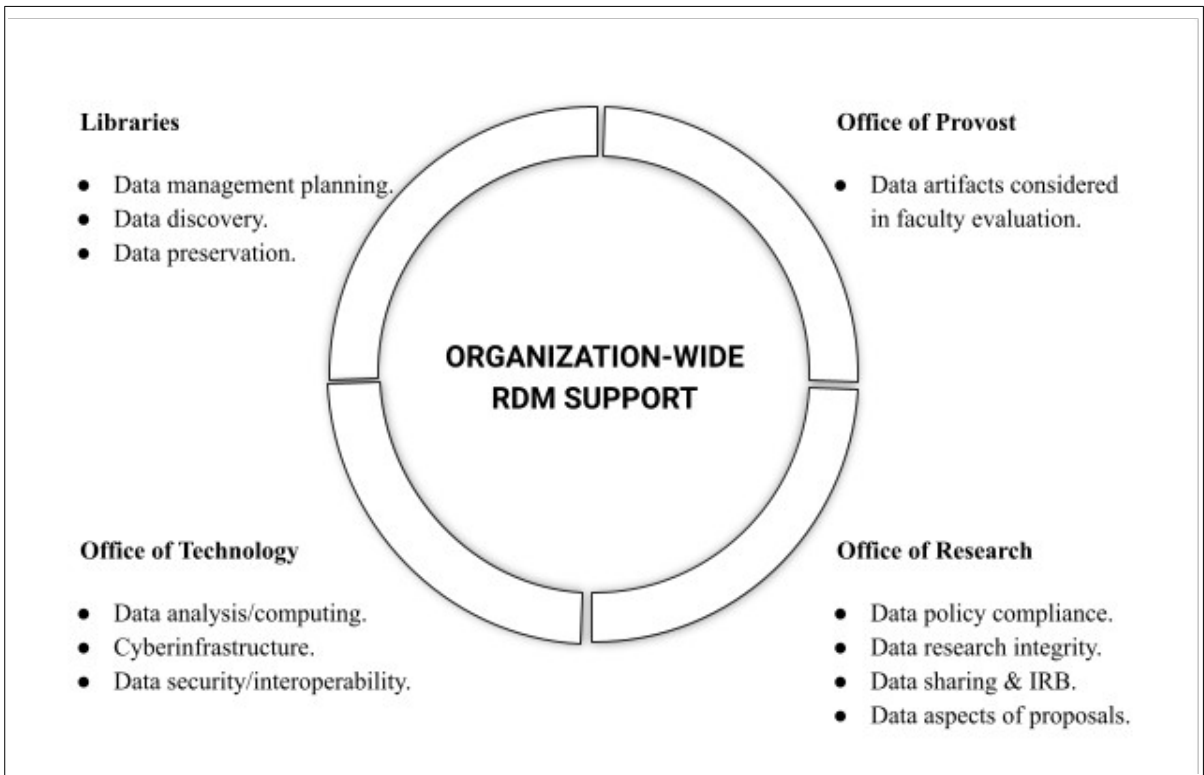 Libraries
● Data management planning.
● Data discovery.
● Data preservation.
Office of Provost
● Data artifacts considered
in faculty evaluation.
ORGANIZATION-WIDE
RDM SUPPORT
Office of Technology
● Data analysis/computing.
● Cyberinfrastructure.
● Data security/interoperability.
Office of Research
● Data policy compliance.
● Data research integrity.
● Data sharing & IRB.
● Data aspects of proposals.